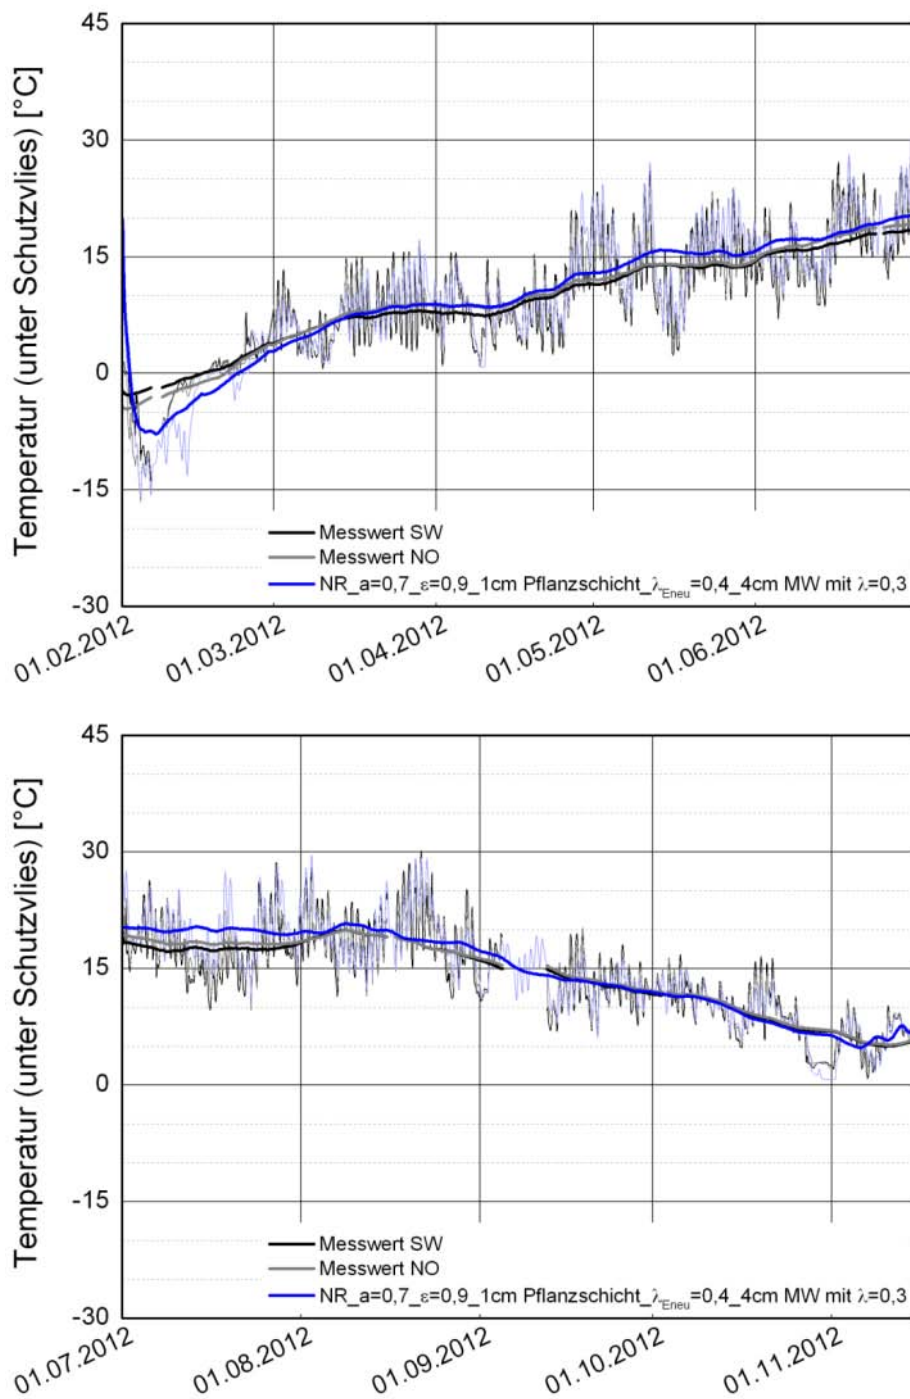 Temperatur (unter Schutzvlies) [°C]
45
30
15
0
-15
-30
Messwert SW
Messwert NO
NR_a=0,7_ε=0,9_1cm Pflanzschicht_λEneu=0,4_4cm MW mit λ=0,3
01.02.2012
01.03.2012
01.04.2012
01.05.2012
01.06.2012
Temperatur (unter Schutzvlies) [°C]
45
30
15
0
-15
-30
Messwert SW
Messwert NO
NR_a=0,7_ε=0,9_1cm Pflanzschicht_λEneu=0,4_4cm MW mit λ=0,3
01.07.2012
01.08.2012
01.09.2012
01.10.2012
01.11.2012